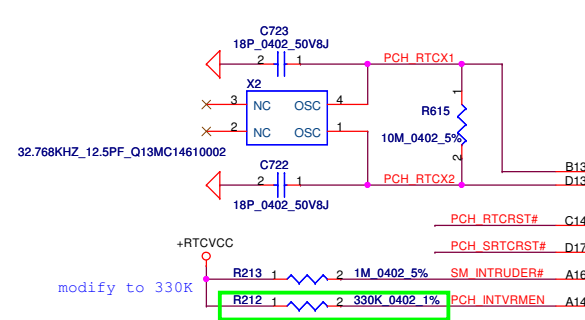 C723
18P_0402_50V8J
2 1
PCH_RTCX1
X2
3 NC OSC 4
2 NC OSC 1
1
R615
10M_0402_5%
2
32.768KHZ_12.5PF_Q13MC14610002
C722
2 1
18P_0402_50V8J
PCH_RTCX2
B13
D13
PCH_RTCRST# C14
PCH_SRTCRST# D17
+RTCVCC
R213 1 2 1M_0402_5% SM_INTRUDER# A16
modify to 330K
R212 1 2 330K_0402_1% PCH_INTVRMEN A14